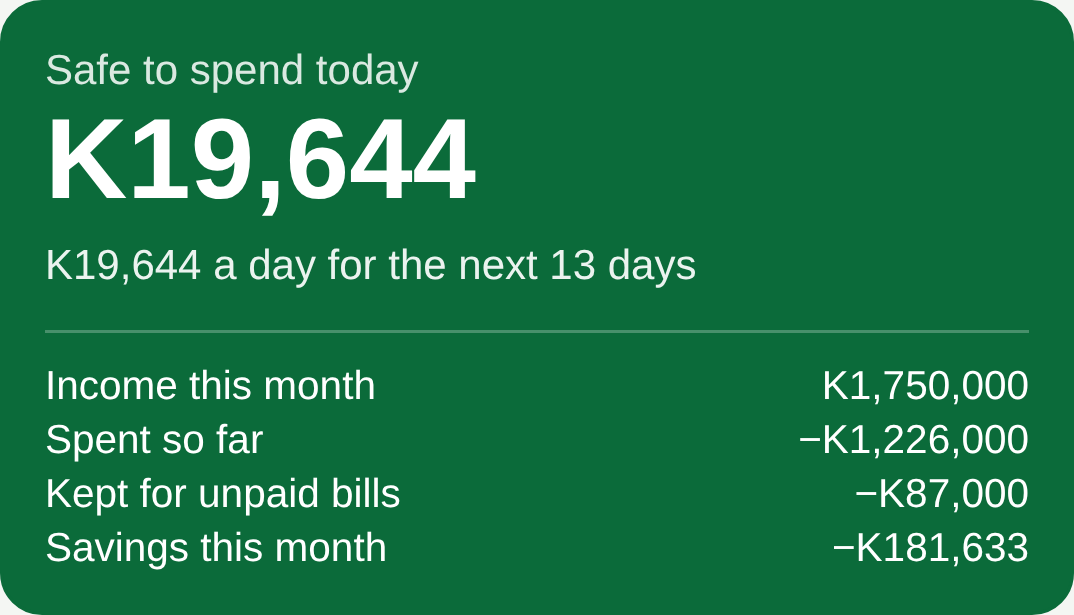 Safe to spend today
K19,644
K19,644 a day for the next 13 days
Income this month K1,750,000
Spent so far −K1,226,000
Kept for unpaid bills −K87,000
Savings this month −K181,633